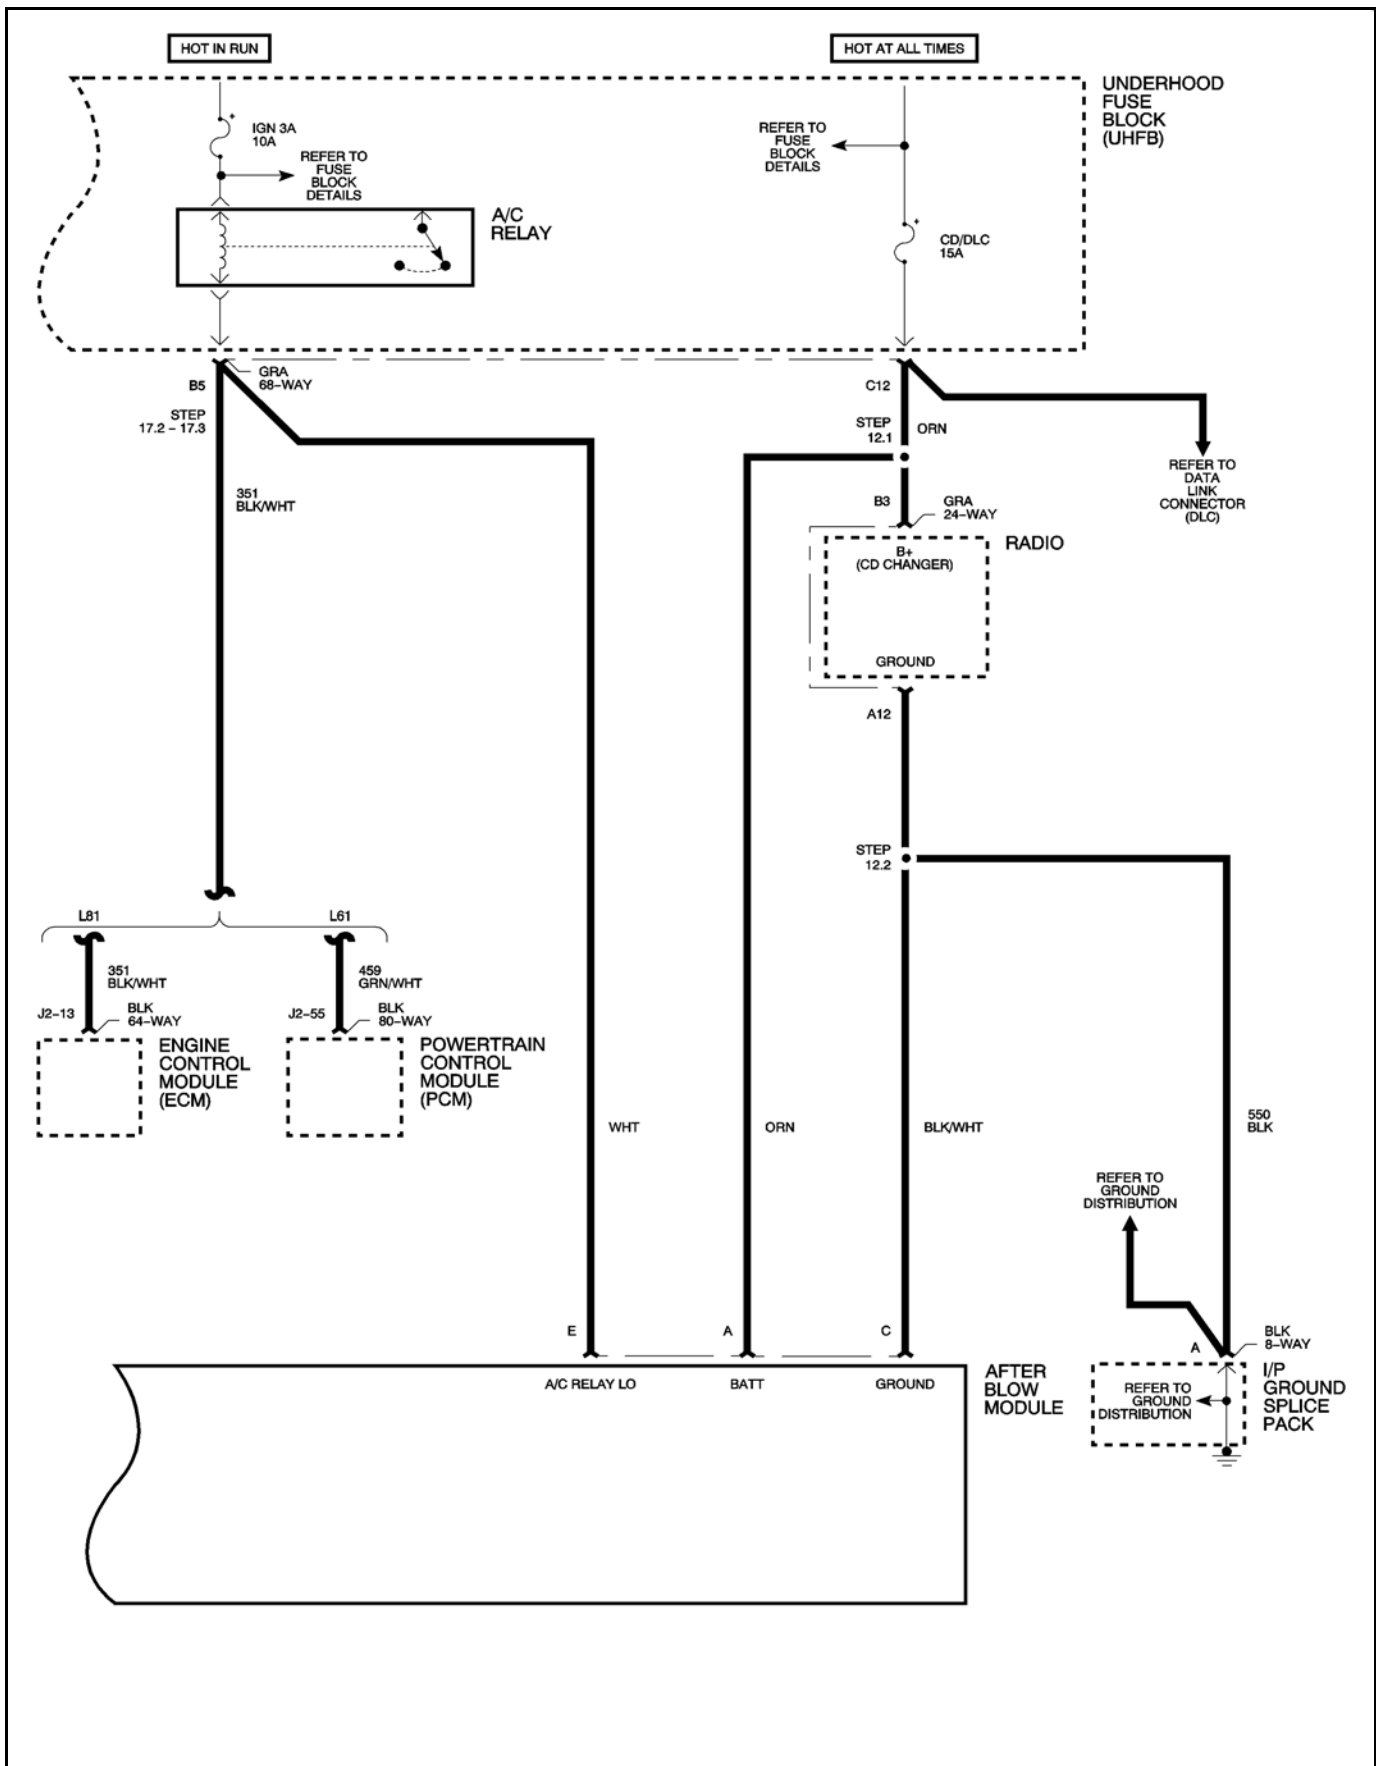 HOT IN RUN
HOT AT ALL TIMES
UNDERHOOD
FUSE
BLOCK
(UHFB)
IGN 3A
10A
REFER TO
FUSE
BLOCK
DETAILS
REFER TO
FUSE
BLOCK
DETAILS
A/C
RELAY
CD/DLC
15A
GRA
68-WAY
B5
STEP
17.2 - 17.3
C12
STEP
12.1
ORN
REFER TO
DATA
LINK
CONNECTOR
(DLC)
351
BLK/WHT
B3
GRA
24-WAY
RADIO
B+
(CD CHANGER)
GROUND
A12
STEP
12.2
L81
L61
351
BLK/WHT
459
GRN/WHT
J2-13
BLK
64-WAY
J2-55
BLK
80-WAY
ENGINE
CONTROL
MODULE
(ECM)
POWERTRAIN
CONTROL
MODULE
(PCM)
WHT
ORN
BLK/WHT
550
BLK
REFER TO
GROUND
DISTRIBUTION
E
A
C
A
BLK
8-WAY
A/C RELAY LO
BATT
GROUND
AFTER
BLOW
MODULE
REFER TO
GROUND
DISTRIBUTION
I/P
GROUND
SPLICE
PACK